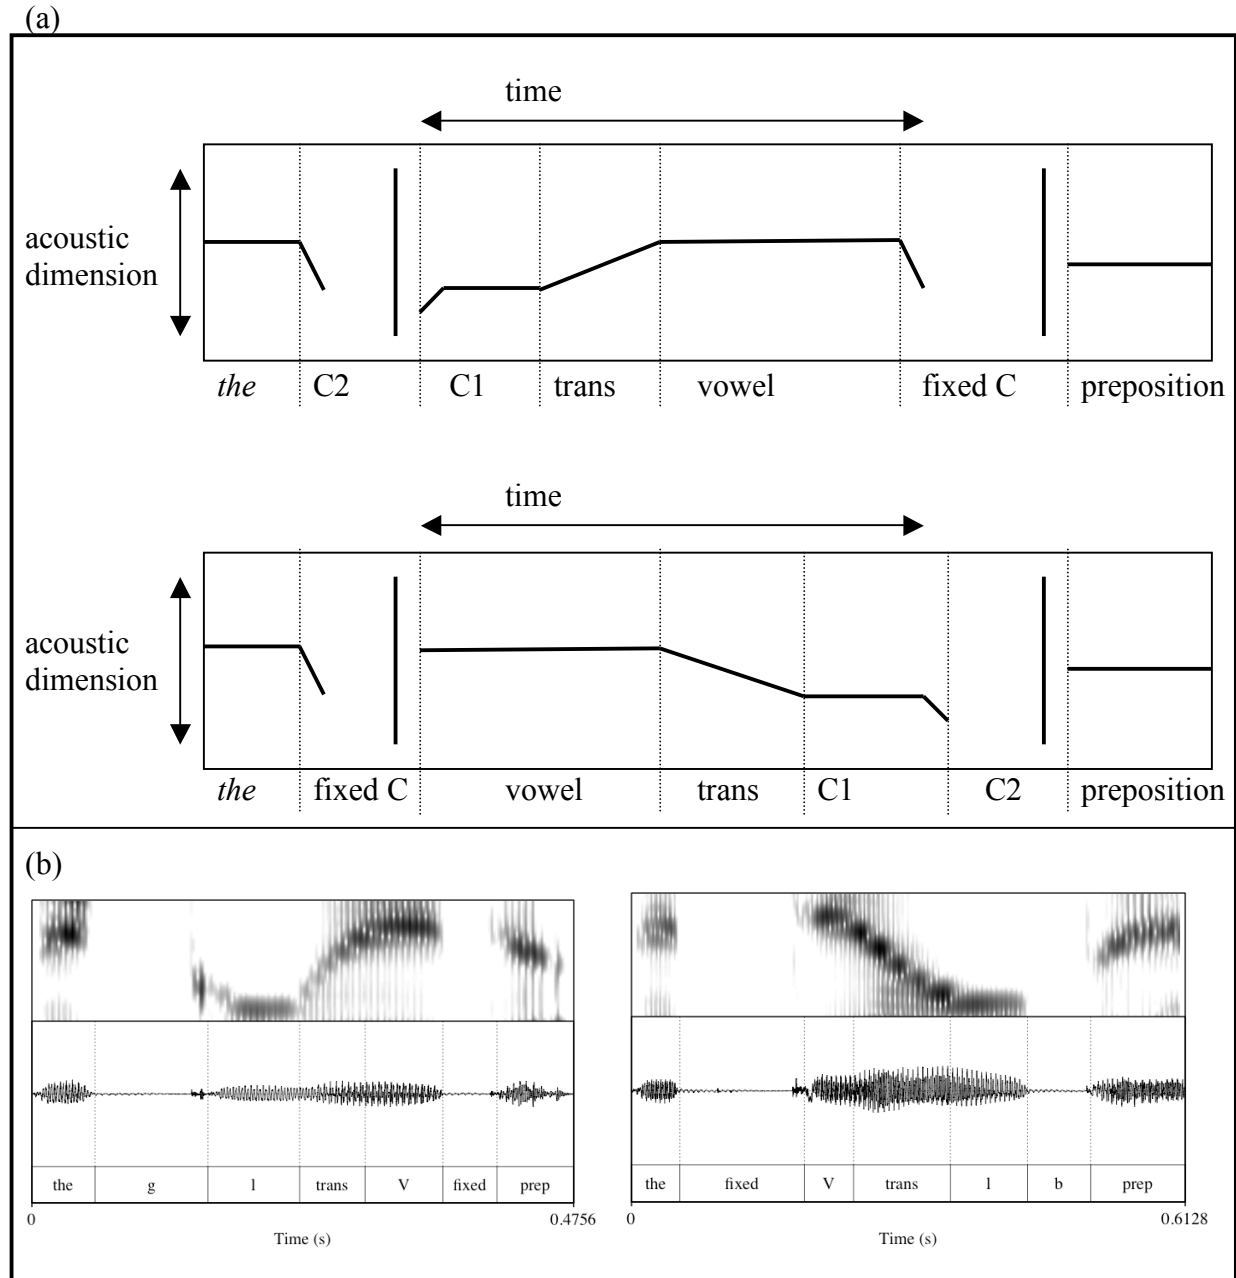 (a)
time
acoustic
dimension
the C2 C1 trans vowel fixed C preposition
time
acoustic
dimension
the fixed C vowel trans C1 C2 preposition
(b)
the g l trans V fixed prep
0 0.4756
Time (s)
the fixed V trans l b prep
0 0.6128
Time (s)